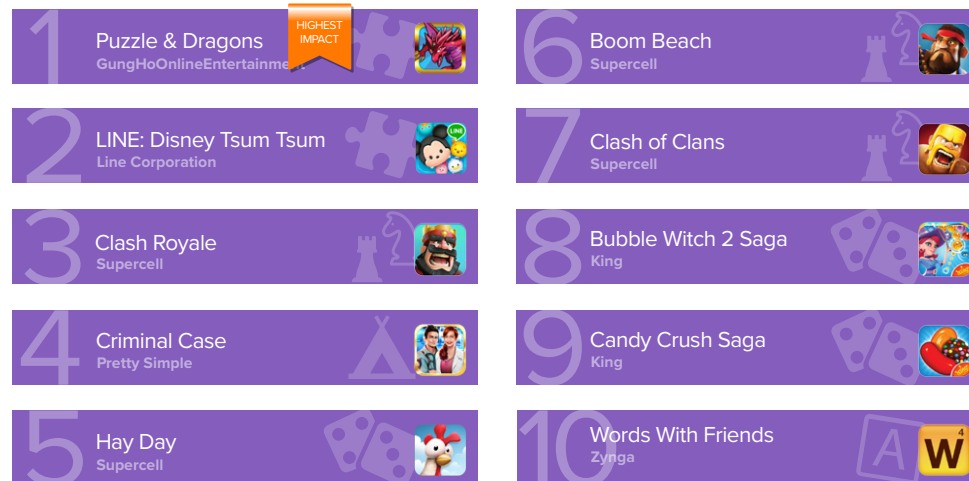 1
Puzzle & Dragons
GungHoOnlineEntertainment
HIGHEST
IMPACT
2
LINE: Disney Tsum Tsum
Line Corporation
LINE
3
Clash Royale
Supercell
4
Criminal Case
Pretty Simple
5
Hay Day
Supercell
6
Boom Beach
Supercell
7
Clash of Clans
Supercell
8
Bubble Witch 2 Saga
King
9
Candy Crush Saga
King
10
Words With Friends
Zynga
A
W
4